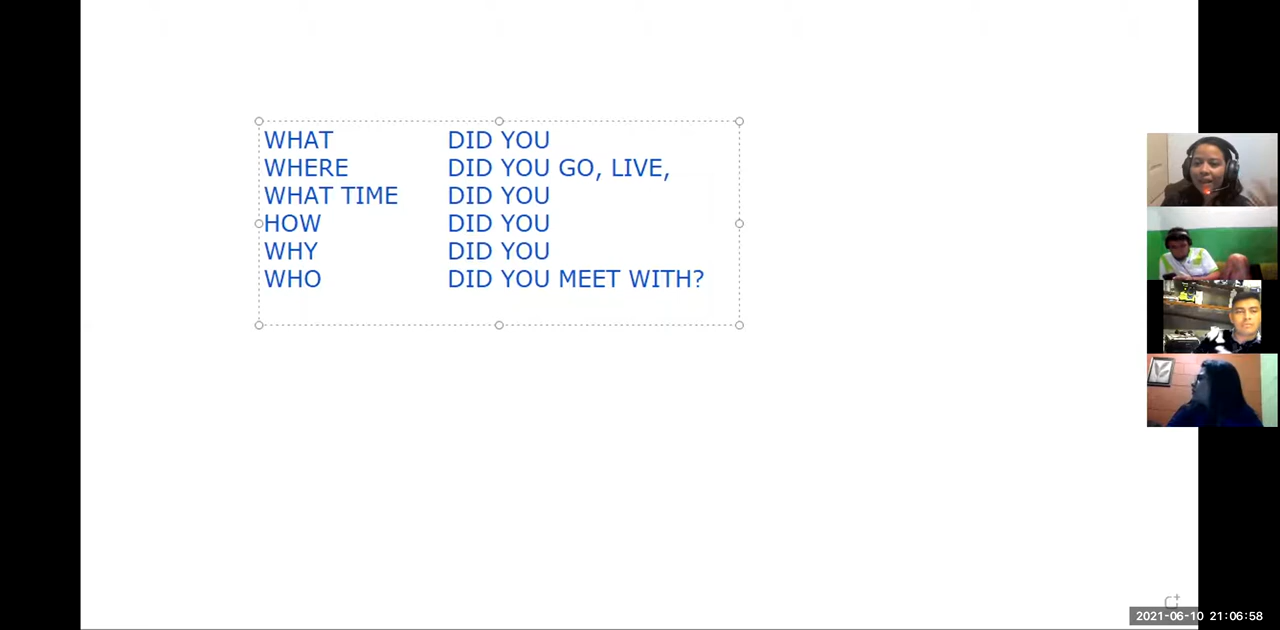 WHAT DID YOU
WHERE DID YOU GO, LIVE,
WHAT TIME DID YOU
HOW DID YOU
WHY DID YOU
WHO DID YOU MEET WITH?
2021-06-10 21:06:58